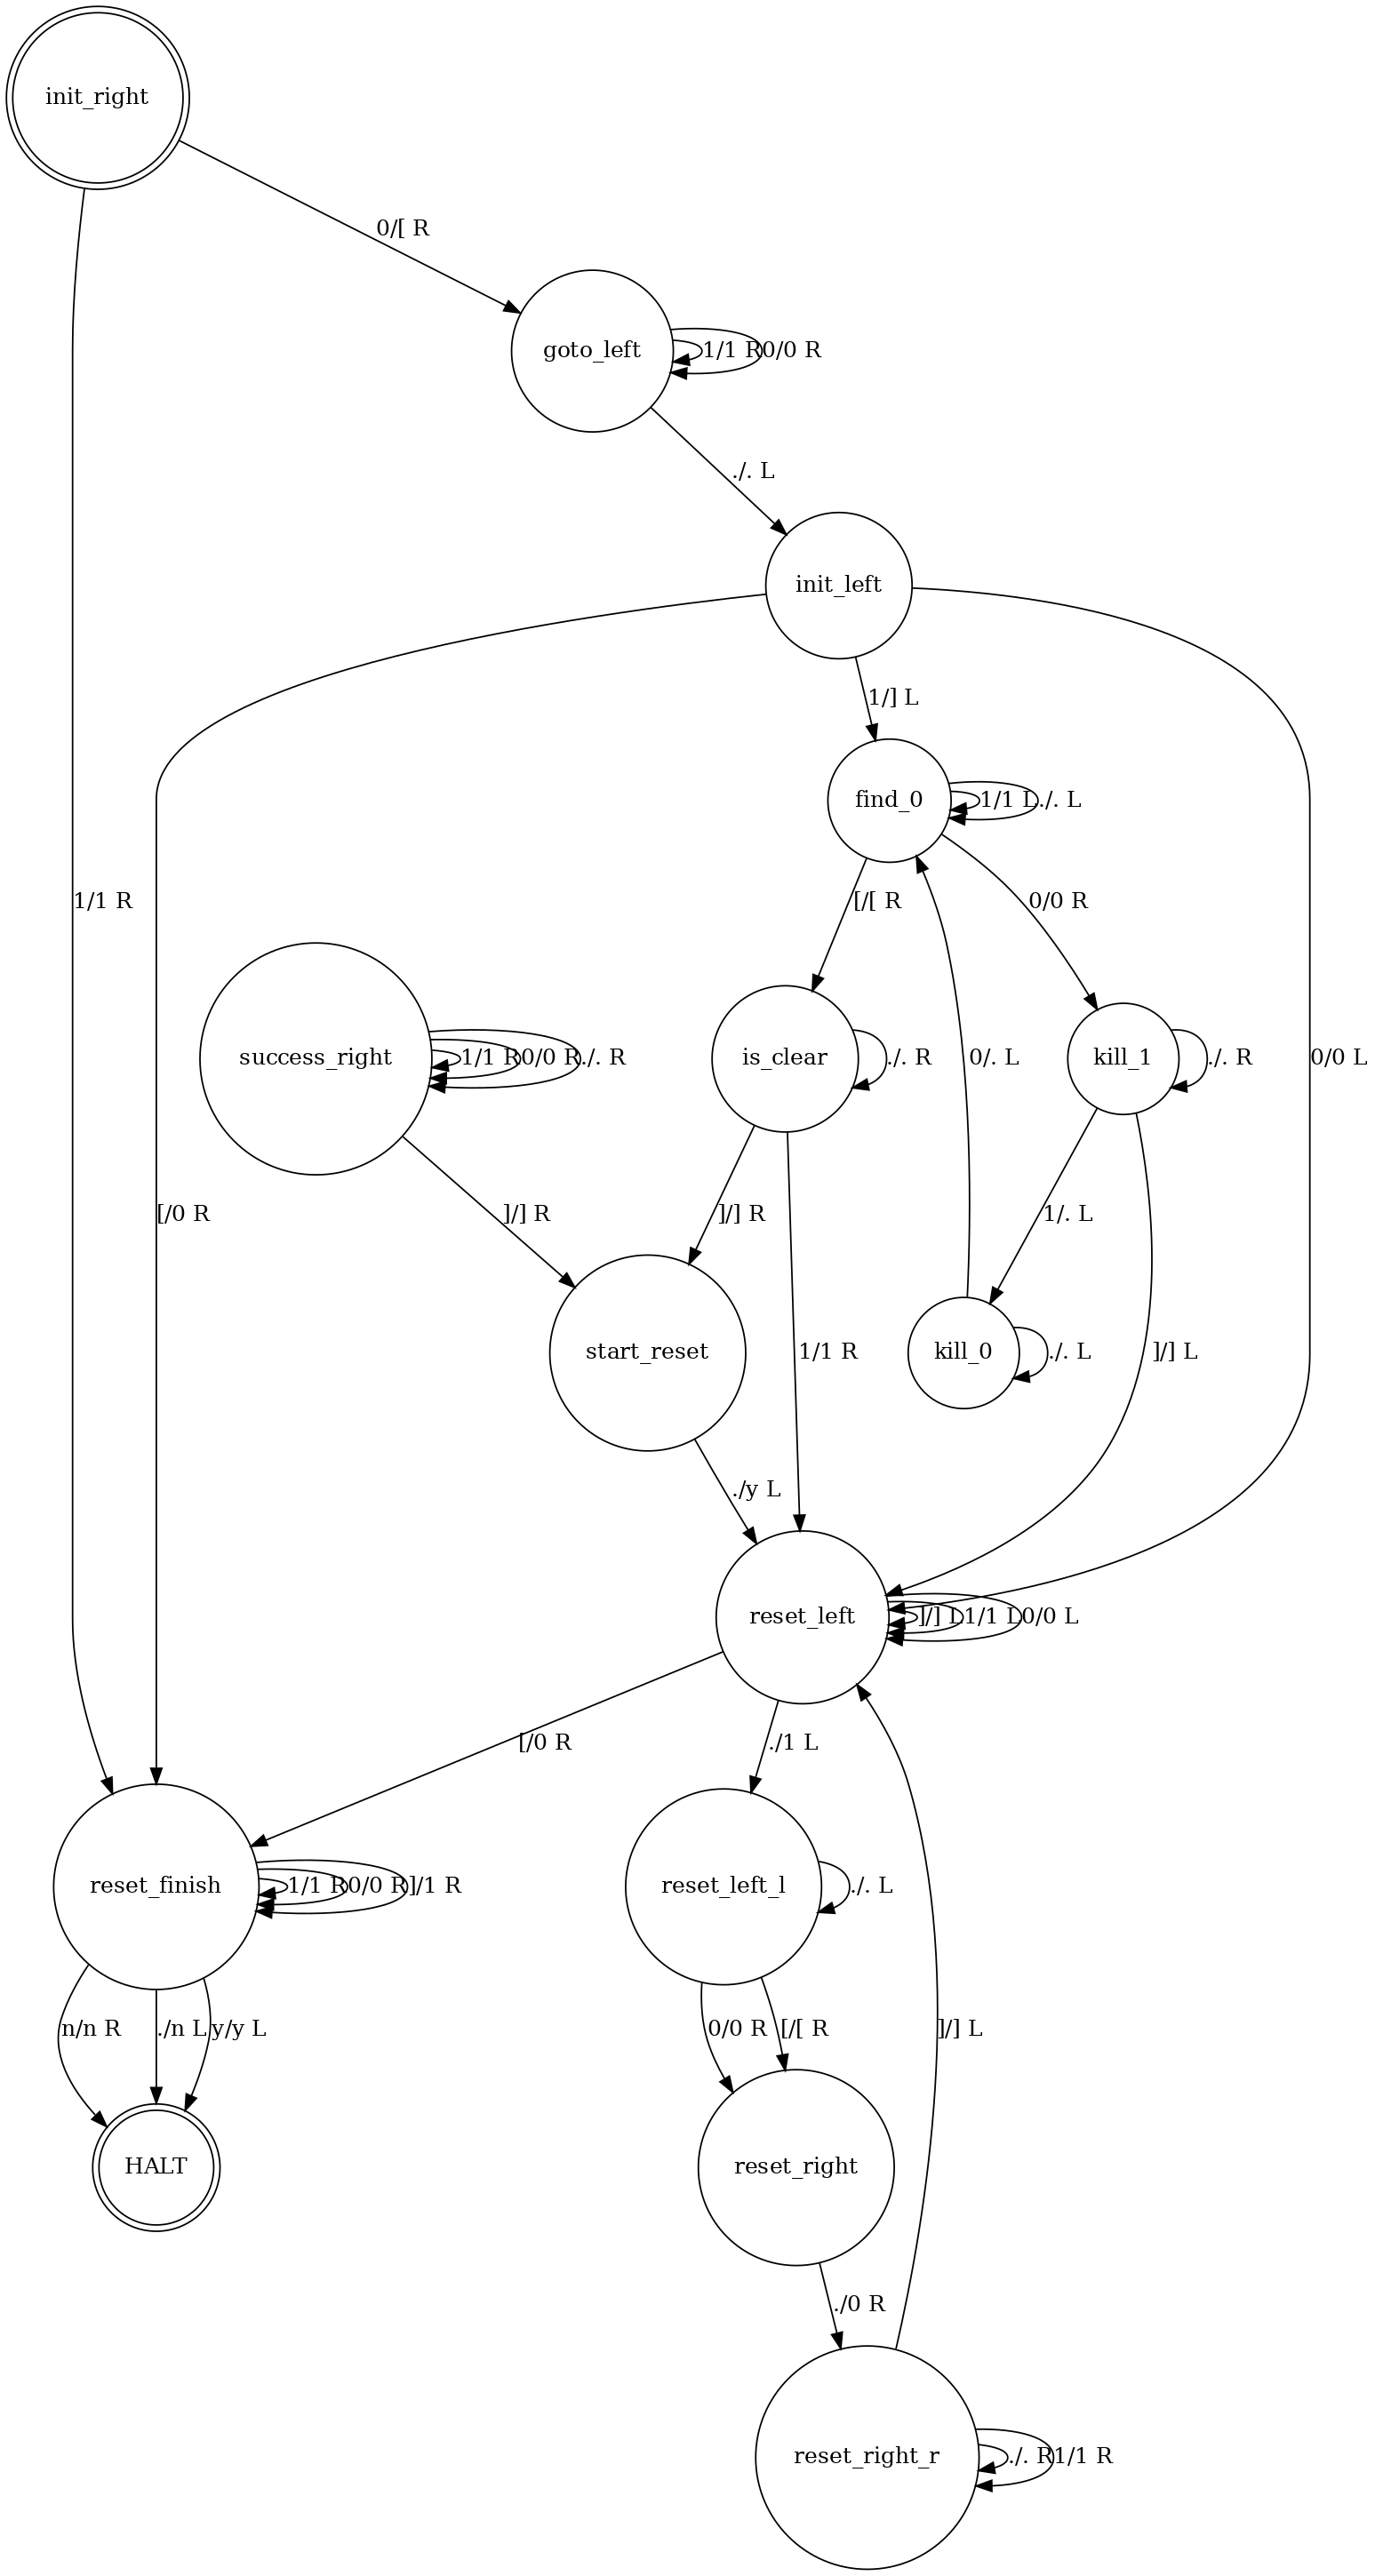 init_right
0/[ R
goto_left
1/1 R
0/0 R
./. L
init_left
1/] L
find_0
1/1 L
./. L
1/1 R
[/[ R
0/0 R
success_right
1/1 R
0/0 R
./. R
is_clear
./. R
0/. L
kill_1
./. R
0/0 L
[/0 R
]/] R
]/] R
1/. L
start_reset
1/1 R
kill_0
./. L
]/] L
./y L
reset_left
]/] L
1/1 L
0/0 L
[/0 R
./1 L
reset_finish
1/1 R
0/0 R
]/1 R
reset_left_l
./. L
n/n R
./n L
y/y L
0/0 R
[/[ R
]/] L
HALT
reset_right
./0 R
reset_right_r
./. R
1/1 R